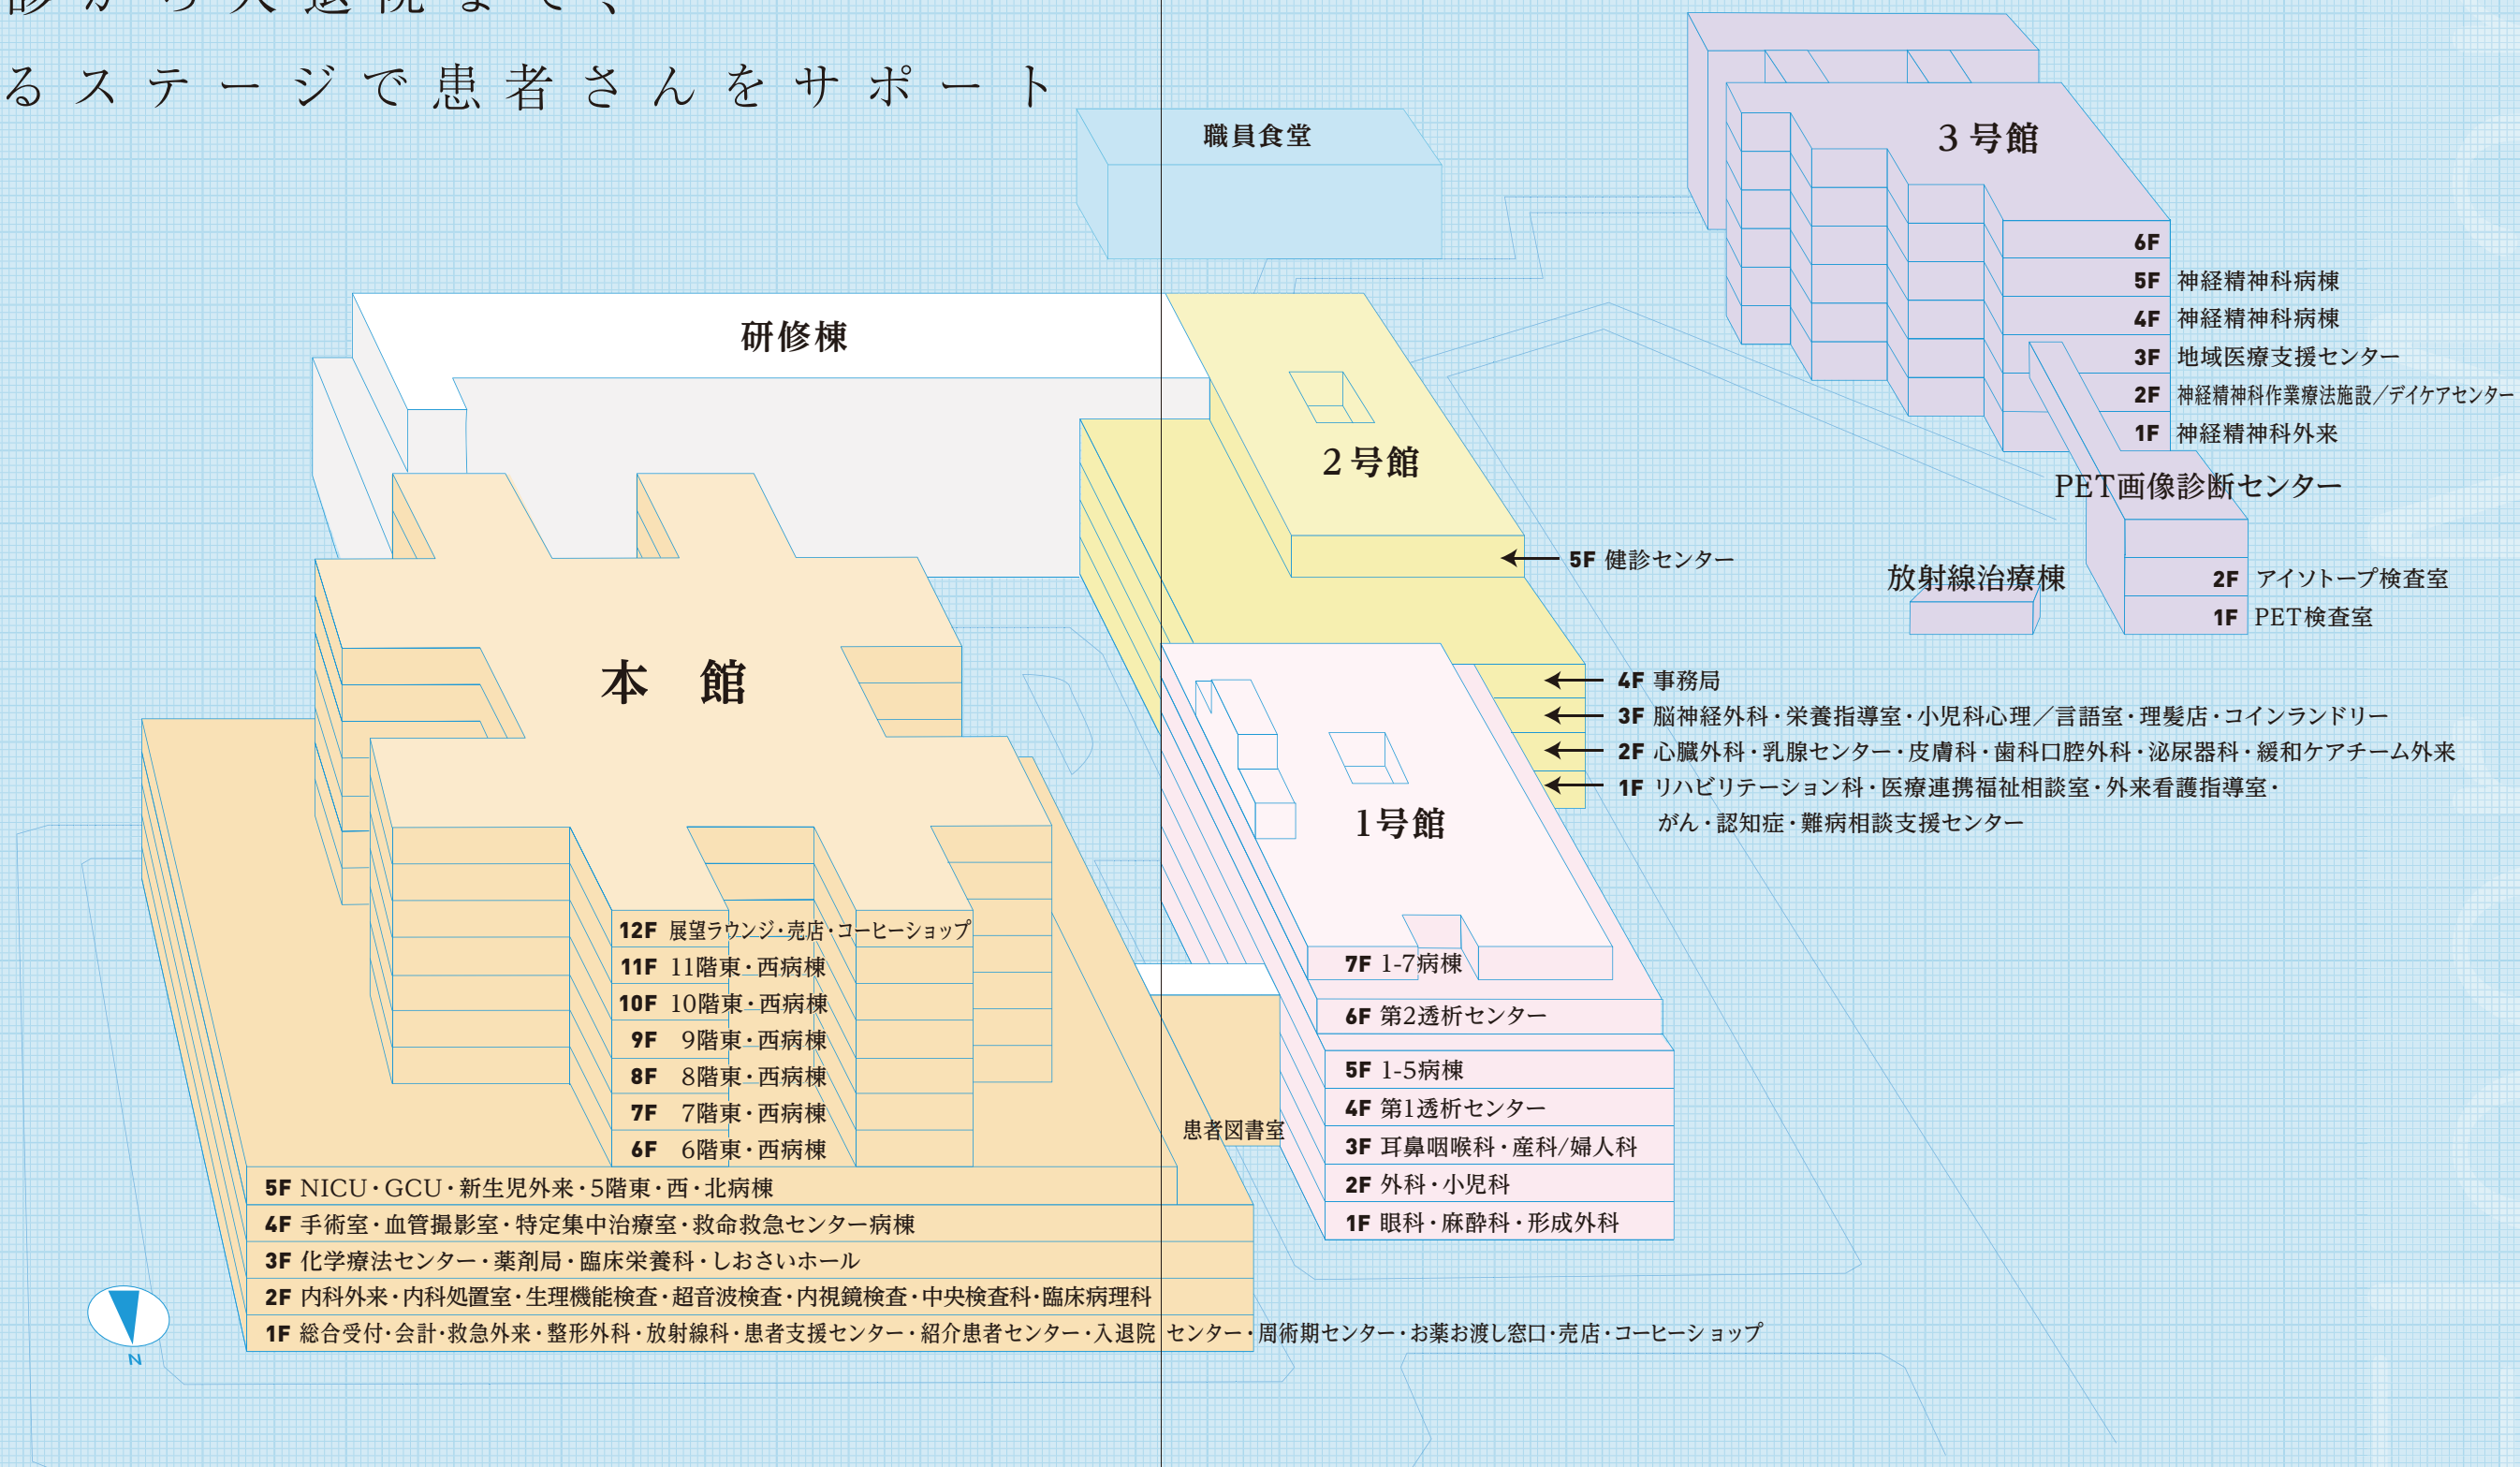 診から入退院まで、
るステージで患者さんをサポート
職員食堂
3号館
6F
5F 神経精神科病棟
4F 神経精神科病棟
3F 地域医療支援センター
2F 神経精神科作業療法施設／デイケアセンター
1F 神経精神科外来
PET画像診断センター
2F アイソトープ検査室
1F PET検査室
放射線治療棟
研修棟
2号館
5F 健診センター
4F 事務局
3F 脳神経外科・栄養指導室・小児科心理／言語室・理髪店・コインランドリー
2F 心臓外科・乳腺センター・皮膚科・歯科口腔外科・泌尿器科・緩和ケアチーム外来
1F リハビリテーション科・医療連携福祉相談室・外来看護指導室・
がん・認知症・難病相談支援センター
1号館
7F 1-7病棟
6F 第2透析センター
5F 1-5病棟
4F 第1透析センター
3F 耳鼻咽喉科・産科/婦人科
2F 外科・小児科
1F 眼科・麻酔科・形成外科
患者図書室
本 館
12F 展望ラウンジ・売店・コーヒーショップ
11F 11階東・西病棟
10F 10階東・西病棟
9F 9階東・西病棟
8F 8階東・西病棟
7F 7階東・西病棟
6F 6階東・西病棟
5F NICU・GCU・新生児外来・5階東・西・北病棟
4F 手術室・血管撮影室・特定集中治療室・救命救急センター病棟
3F 化学療法センター・薬剤局・臨床栄養科・しおさいホール
2F 内科外来・内科処置室・生理機能検査・超音波検査・内視鏡検査・中央検査科・臨床病理科
1F 総合受付・会計・救急外来・整形外科・放射線科・患者支援センター・紹介患者センター・入退院センター・周術期センター・お薬お渡し窓口・売店・コーヒーショップ
N